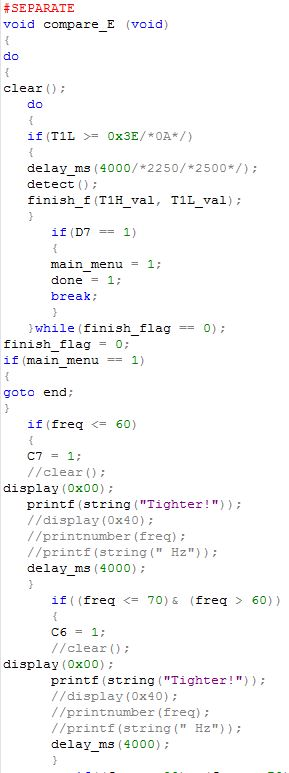 #SEPARATE
void compare_E (void)
{
do
{
clear();
do
{
if(T1L >= 0x3E/*0A*/)
{
delay_ms(4000/*2250/*2500*/);
detect();
finish_f(T1H_val, T1L_val);
}
if(D7 == 1)
{
main_menu = 1;
done = 1;
break;
}
}while(finish_flag == 0);
finish_flag = 0;
if(main_menu == 1)
{
goto end;
}
if(freq <= 60)
{
C7 = 1;
//clear();
display(0x00);
printf(string("Tighter!"));
//display(0x40);
//printnumber(freq);
//printf(string(" Hz"));
delay_ms(4000);
}
if((freq <= 70)& (freq > 60))
{
C6 = 1;
//clear();
display(0x00);
printf(string("Tighter!"));
//display(0x40);
//printnumber(freq);
//printf(string(" Hz"));
delay_ms(4000);
}